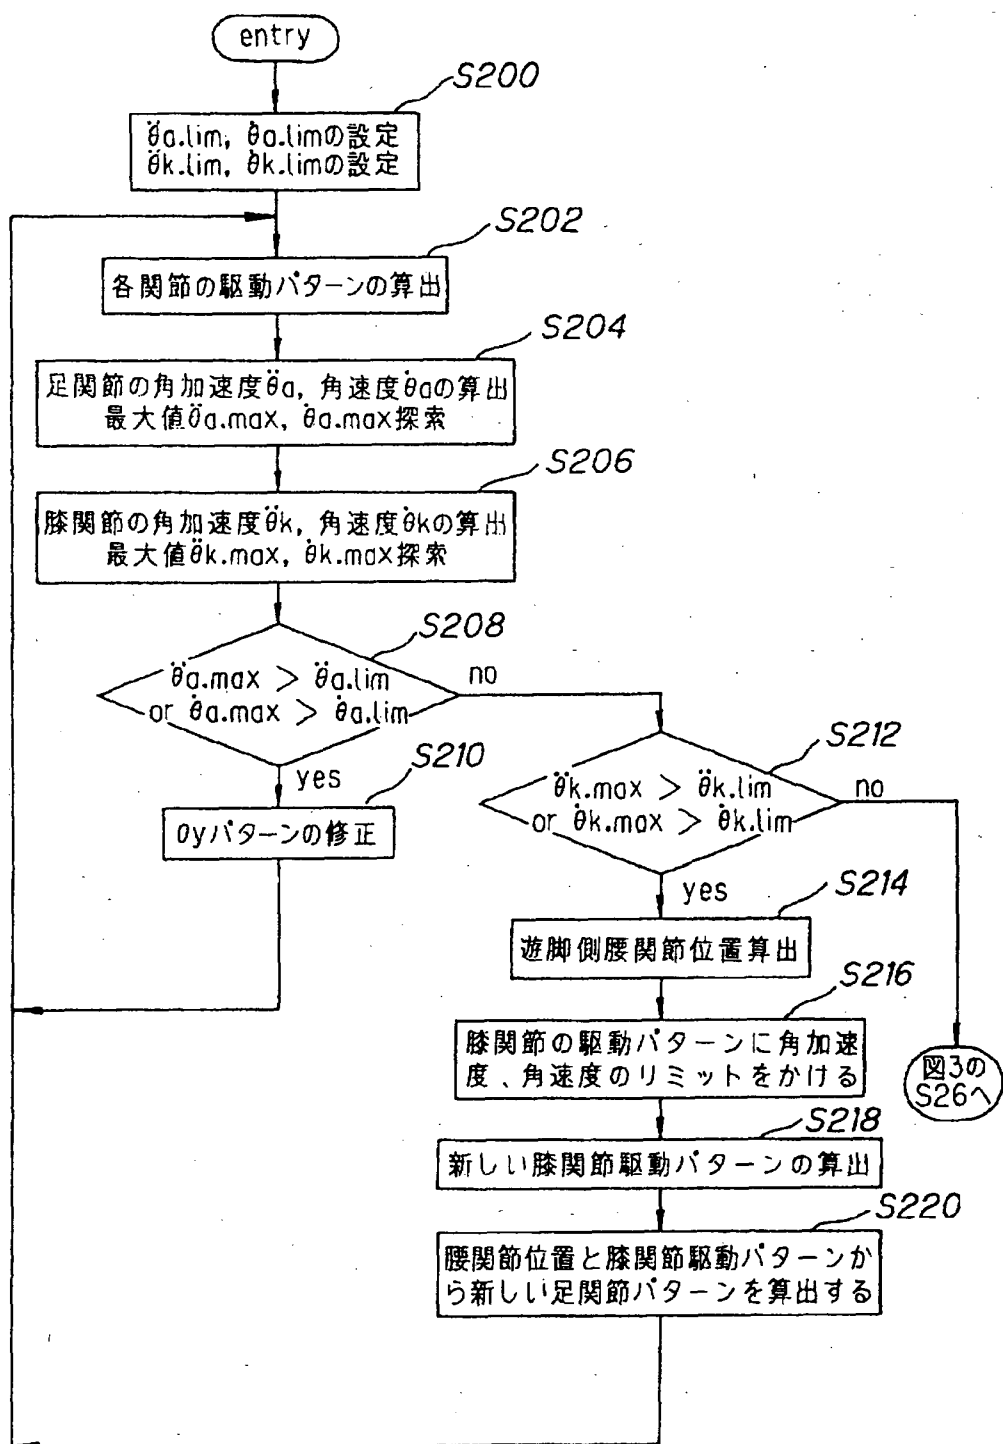 entry
S200
θ̈a.lim, θ̇a.limの設定
θ̈k.lim, θ̇k.limの設定
S202
各関節の駆動パターンの算出
S204
足関節の角加速度θ̈a, 角速度θ̇aの算出
最大値θ̈a.max, θ̇a.max探索
S206
膝関節の角加速度θ̈k, 角速度θ̇kの算出
最大値θ̈k.max, θ̇k.max探索
S208
θ̈a.max > θ̈a.lim
or θ̇a.max > θ̇a.lim
no
yes
S210
θyパターンの修正
S212
θ̈k.max > θ̈k.lim
or θ̇k.max > θ̇k.lim
no
yes
S214
遊脚側腰関節位置算出
S216
膝関節の駆動パターンに角加速
度、角速度のリミットをかける
図3の
S26へ
S218
新しい膝関節駆動パターンの算出
S220
腰関節位置と膝関節駆動パターンか
ら新しい足関節パターンを算出する